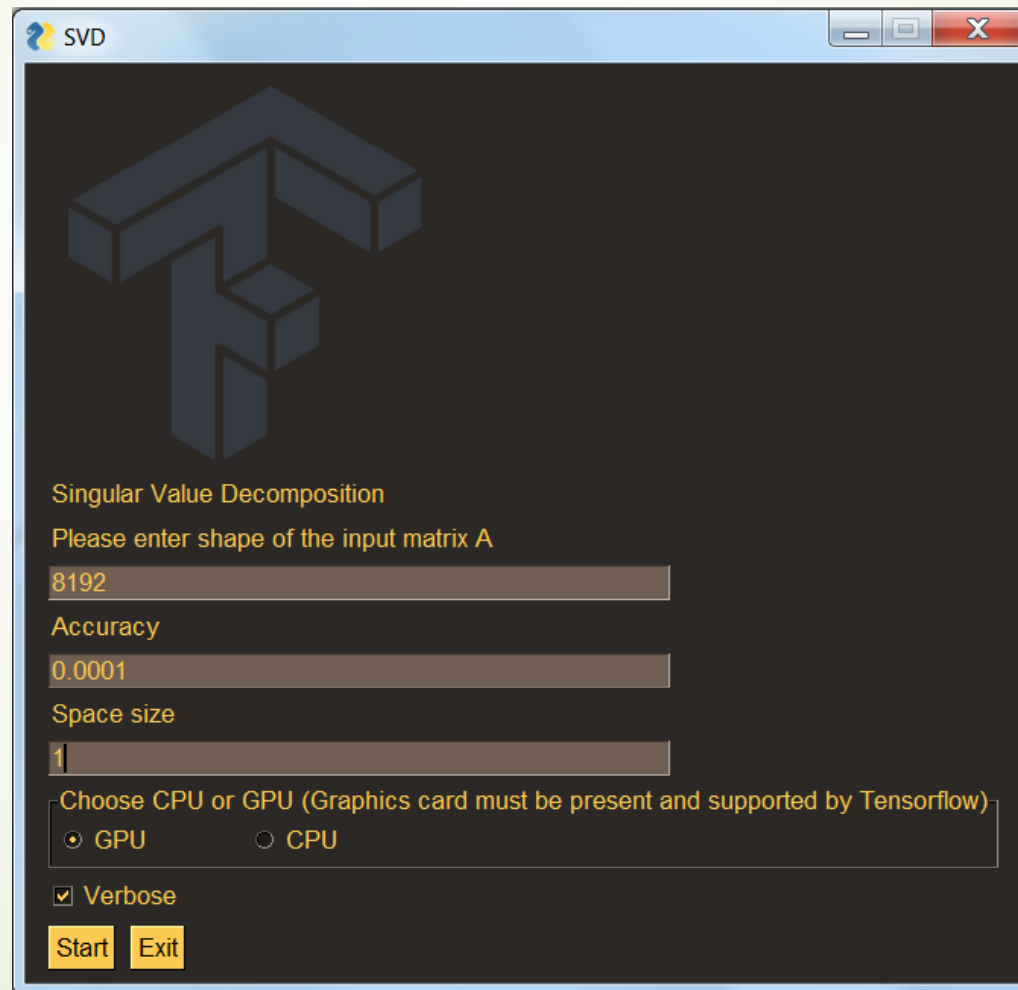 SVD
Singular Value Decomposition
Please enter shape of the input matrix A
8192
Accuracy
0.0001
Space size
1
Choose CPU or GPU (Graphics card must be present and supported by Tensorflow)
GPU CPU
Verbose
Start Exit